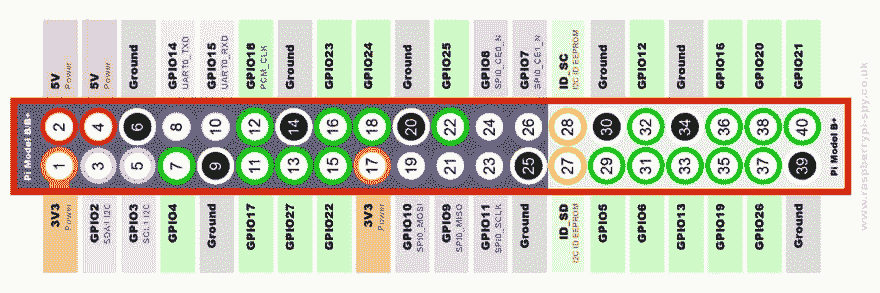 5V Power
5V Power
Ground
GPIO14 UART0_TXD
GPIO15 UART0_RXD
GPIO18 PCM_CLK
Ground
GPIO23
GPIO24
Ground
GPIO25
GPIO8 SPI0_CE0_N
GPIO7 SPI0_CE1_N
ID_SC I2C ID EEPROM
Ground
GPIO12
Ground
GPIO16
GPIO20
GPIO21
Pi Model B/B+
2 4 6 8 10 12 14 16 18 20 22 24 26 28 30 32 34 36 38 40
1 3 5 7 9 11 13 15 17 19 21 23 25 27 29 31 33 35 37 39
Pi Model B+
3V3 Power
GPIO2 SDA1 I2C
GPIO3 SCL1 I2C
GPIO4
Ground
GPIO17
GPIO27
GPIO22
3V3 Power
GPIO10 SPI0_MOSI
GPIO9 SPI0_MISO
GPIO11 SPI0_SCLK
Ground
ID_SD I2C ID EEPROM
GPIO5
GPIO6
GPIO13
GPIO19
GPIO26
Ground
www.raspberrypi-spy.co.uk